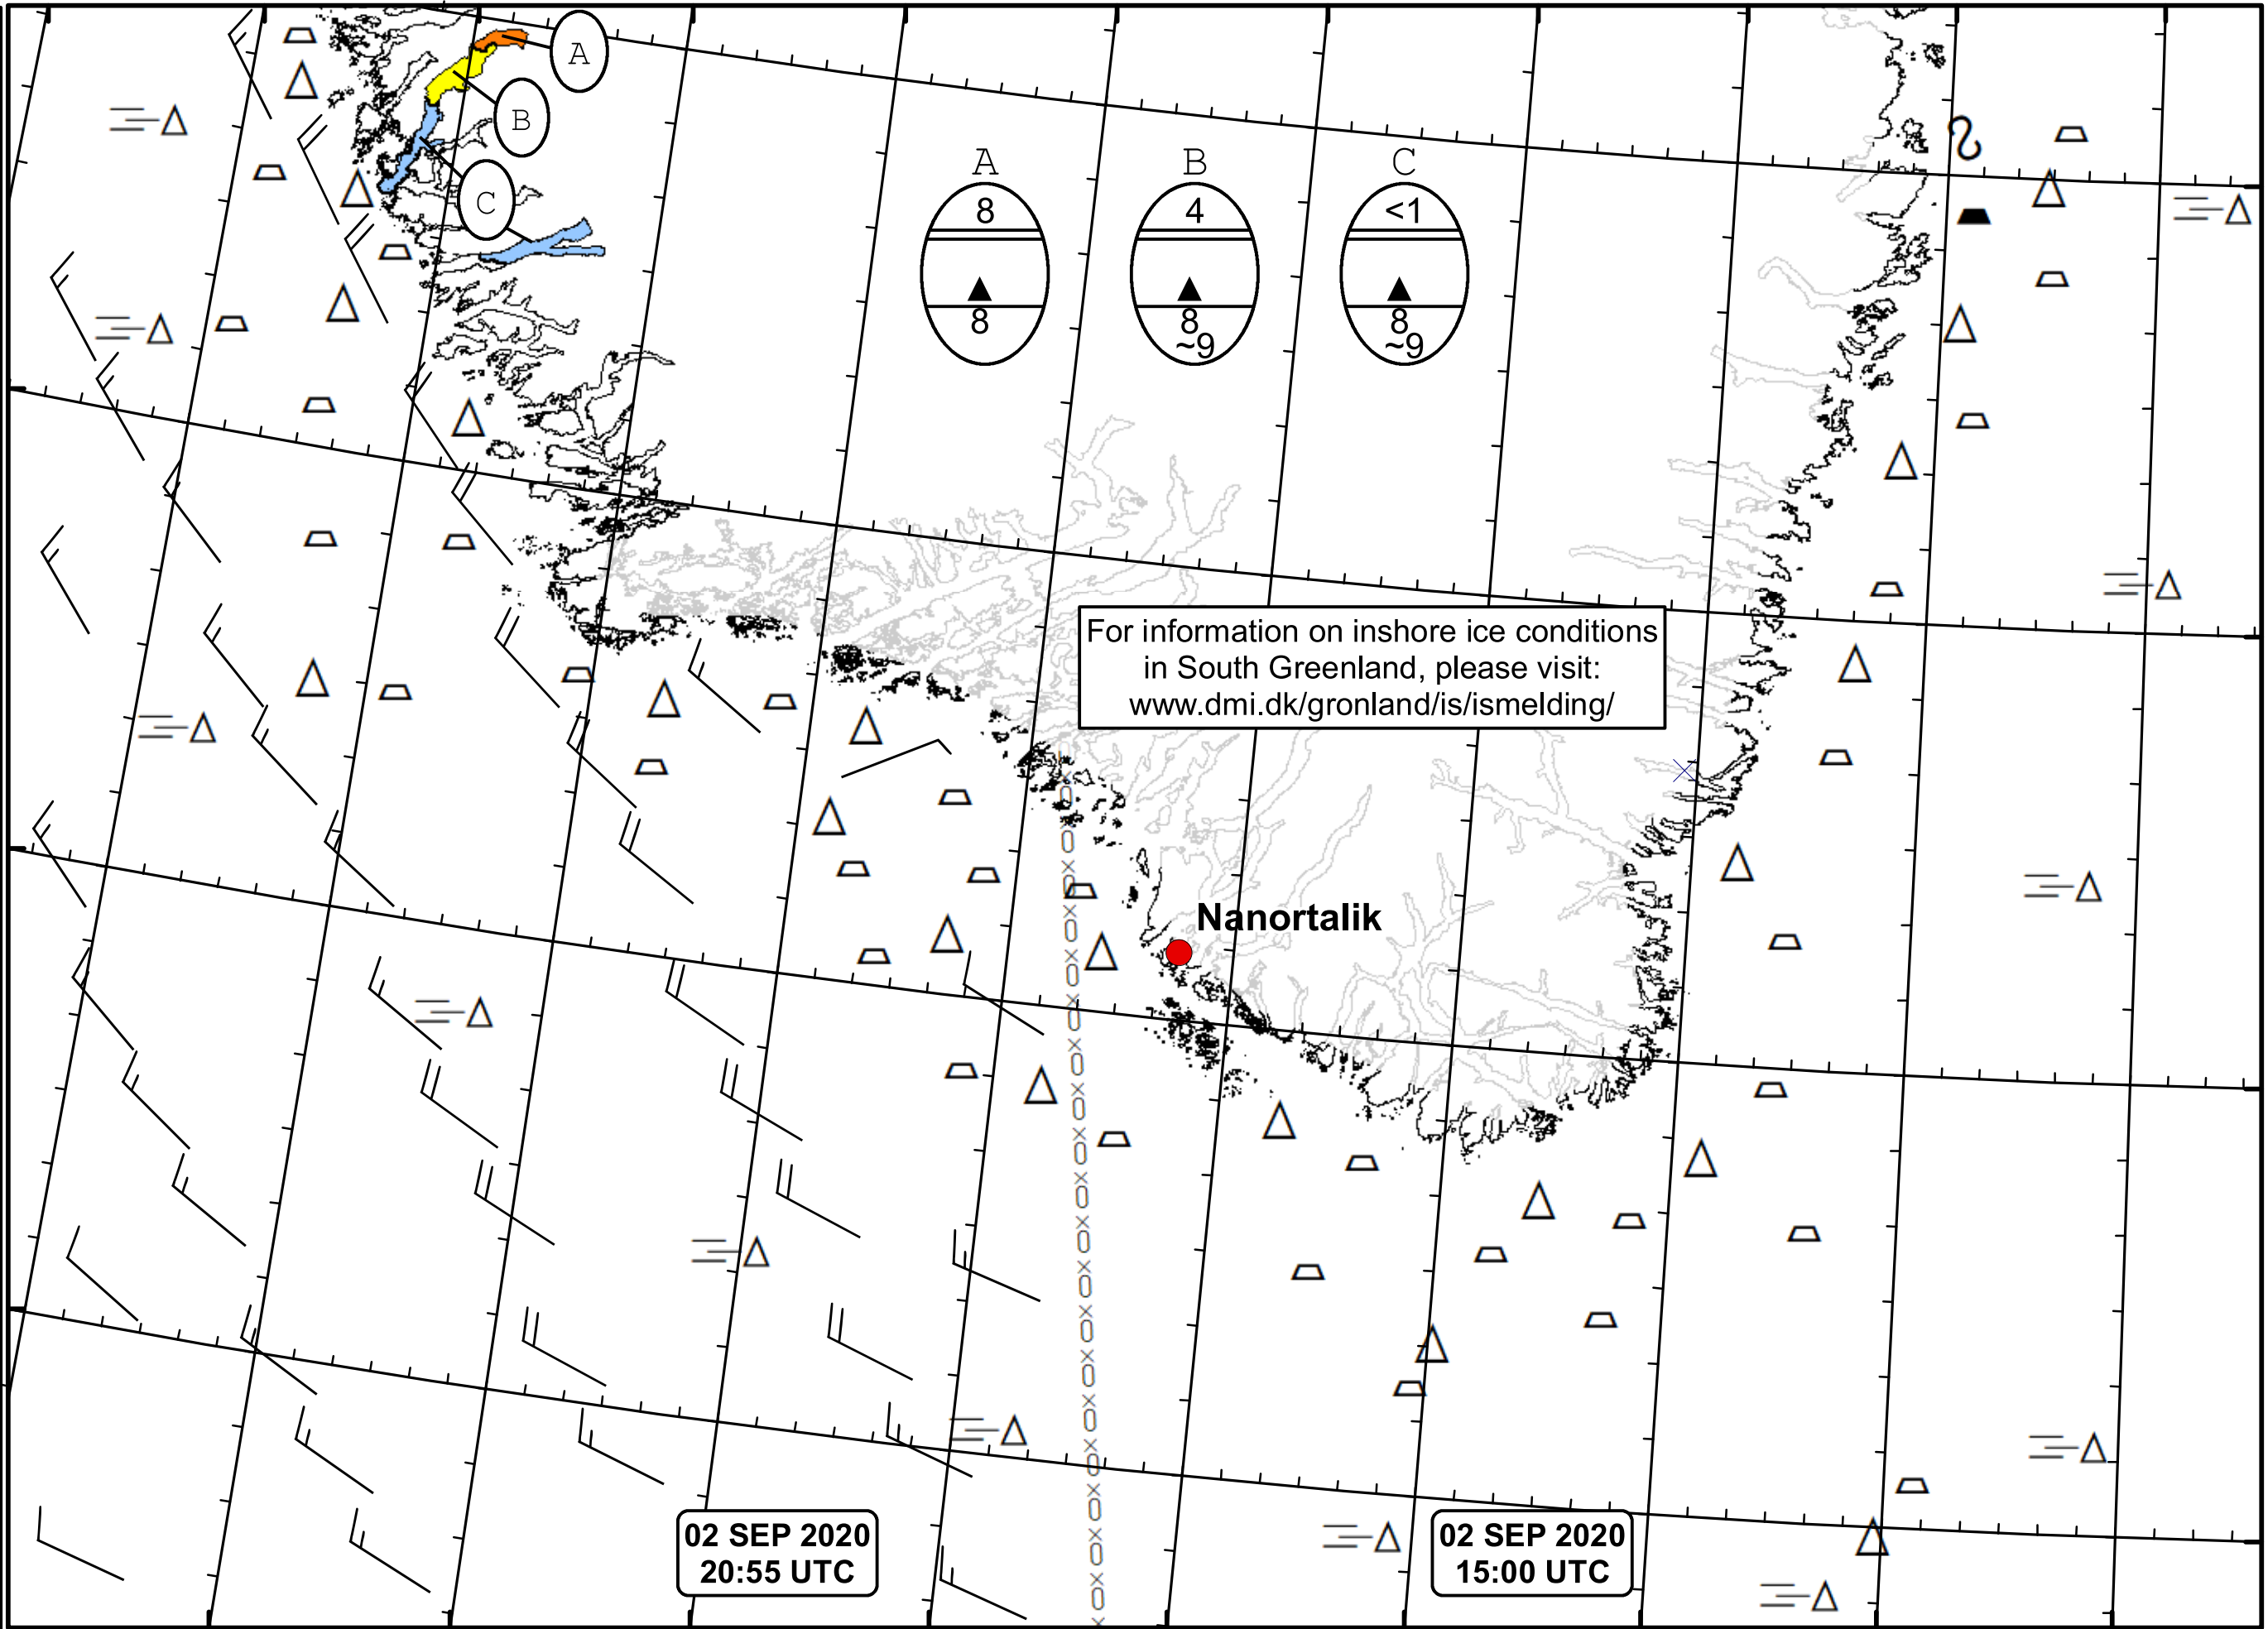 A
B
C
A
B
C
8
4
<1
8
8
~9
8
~9
For information on inshore ice conditions
in South Greenland, please visit:
www.dmi.dk/gronland/is/ismelding/
Nanortalik
02 SEP 2020
20:55 UTC
02 SEP 2020
15:00 UTC